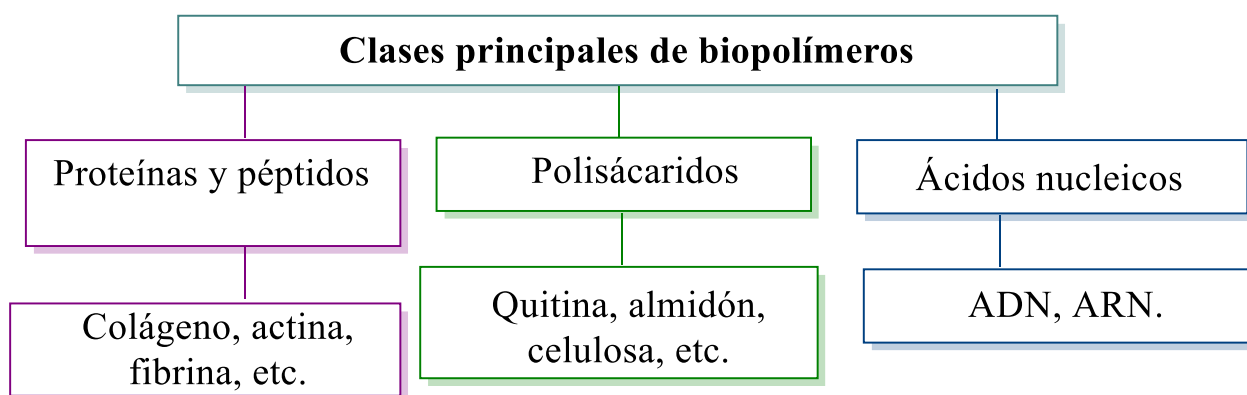 Clases principales de biopolímeros
Proteínas y péptidos
Polisácaridos
Ácidos nucleicos
Colágeno, actina,
fibrina, etc.
Quitina, almidón,
celulosa, etc.
ADN, ARN.